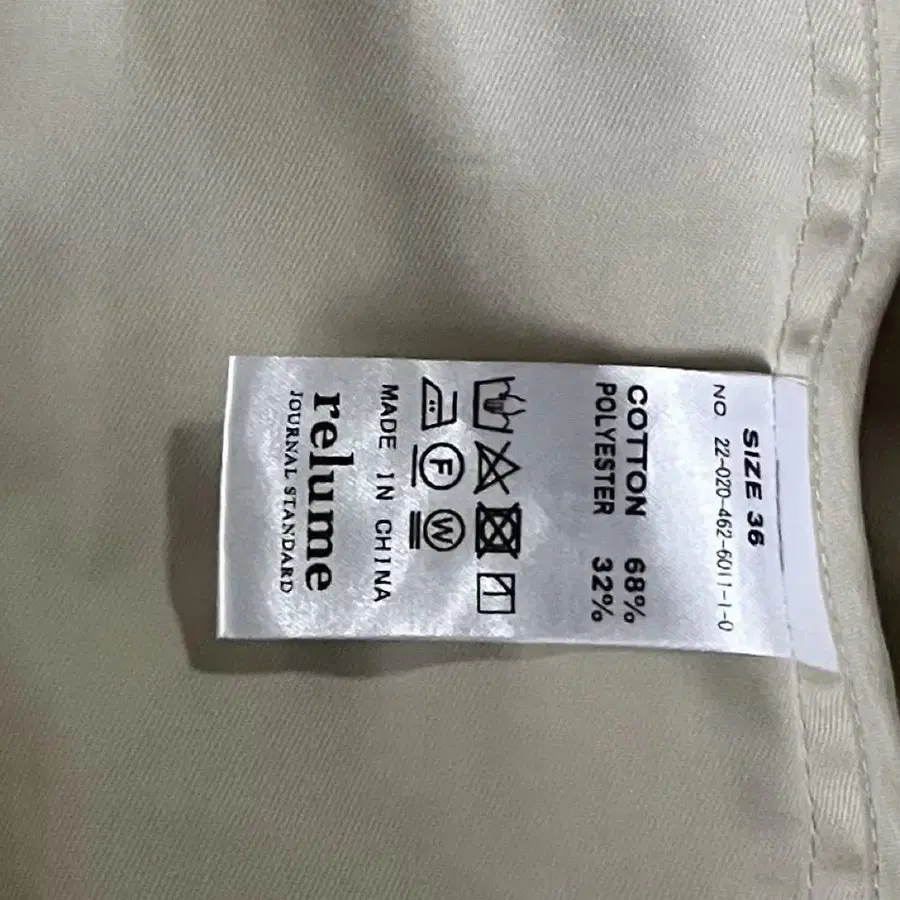 SIZE 36
NO 22-020-462-6011-1-0
COTTON 68%
POLYESTER 32%
F W
MADE IN CHINA
relume
JOURNAL STANDARD